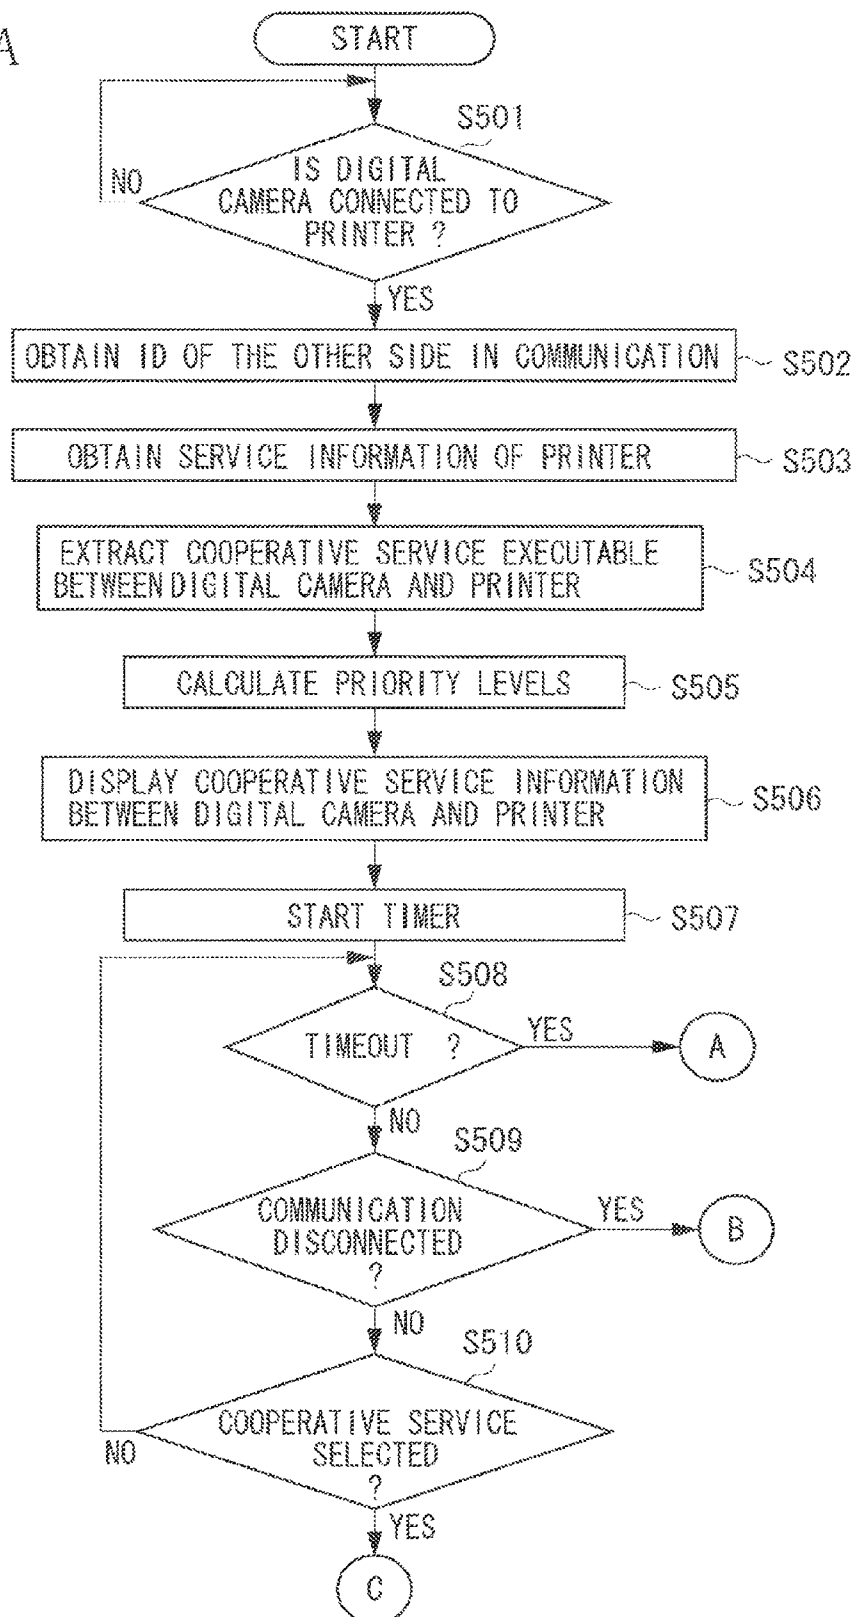 A
START
S501
IS DIGITAL
CAMERA CONNECTED TO
PRINTER ?
NO
YES
OBTAIN ID OF THE OTHER SIDE IN COMMUNICATION
S502
OBTAIN SERVICE INFORMATION OF PRINTER
S503
EXTRACT COOPERATIVE SERVICE EXECUTABLE
BETWEEN DIGITAL CAMERA AND PRINTER
S504
CALCULATE PRIORITY LEVELS
S505
DISPLAY COOPERATIVE SERVICE INFORMATION
BETWEEN DIGITAL CAMERA AND PRINTER
S506
START TIMER
S507
S508
TIMEOUT ?
YES
A
NO
S509
COMMUNICATION
DISCONNECTED
?
YES
B
NO
S510
COOPERATIVE SERVICE
SELECTED
?
NO
YES
C